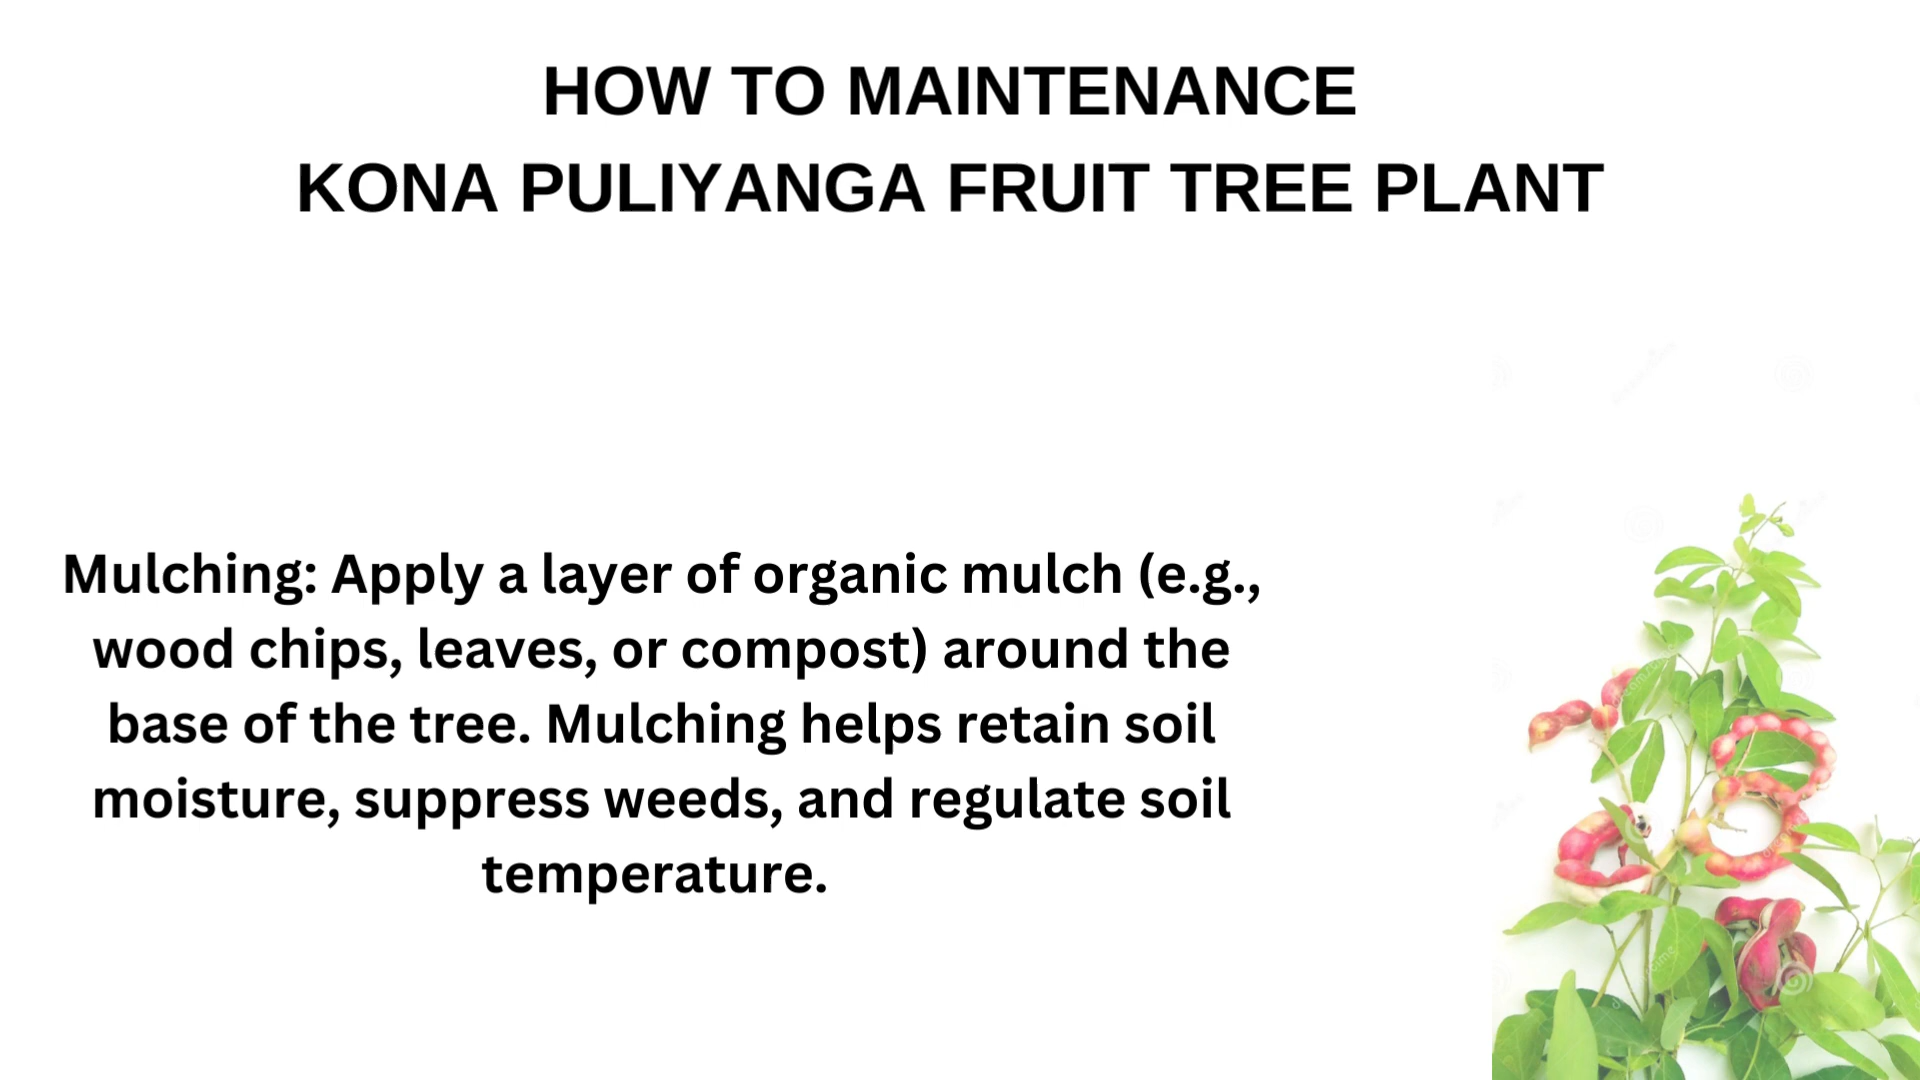 HOW TO MAINTENANCE
KONA PULIYANGA FRUIT TREE PLANT
Mulching: Apply a layer of organic mulch (e.g.,
wood chips, leaves, or compost) around the
base of the tree. Mulching helps retain soil
moisture, suppress weeds, and regulate soil
temperature.